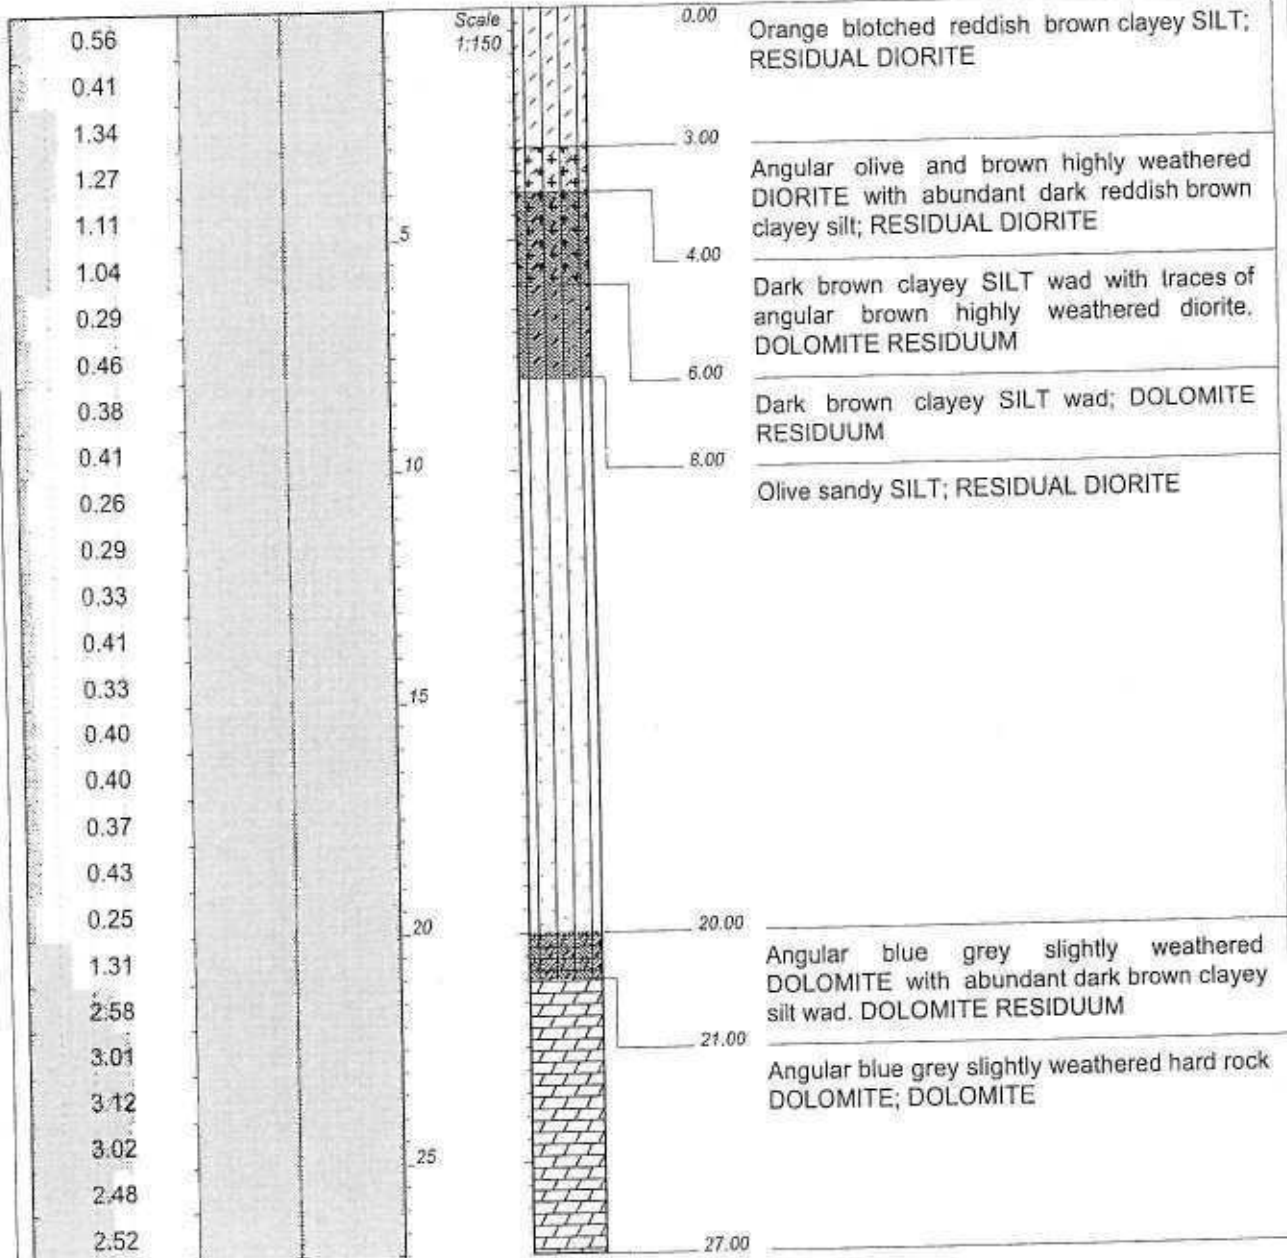 0.56
0.41
1.34
1.27
1.11
1.04
0.29
0.46
0.38
0.41
0.26
0.29
0.33
0.41
0.33
0.40
0.40
0.37
0.43
0.25
1.31
2:58
3.01
3.12
3:02
2:48
2:52
5
10
15
20
25
Scale
1:150
0.00
Orange blotched reddish brown clayey SILT;
RESIDUAL DIORITE
3.00
Angular olive and brown highly weathered
DIORITE with abundant dark reddish brown
clayey silt; RESIDUAL DIORITE
4.00
Dark brown clayey SILT wad with traces of
angular brown highly weathered diorite.
DOLOMITE RESIDUUM
6.00
Dark brown clayey SILT wad; DOLOMITE
RESIDUUM
8.00
Olive sandy SILT; RESIDUAL DIORITE
20.00
Angular blue grey slightly weathered
DOLOMITE with abundant dark brown clayey
silt wad. DOLOMITE RESIDUUM
21.00
Angular blue grey slightly weathered hard rock
DOLOMITE; DOLOMITE
27.00